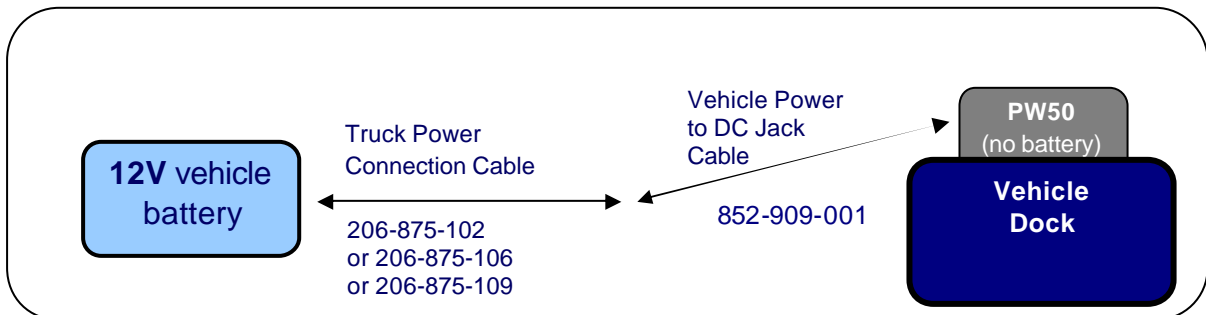 12V vehicle
battery
Truck Power
Connection Cable
206-875-102
or 206-875-106
or 206-875-109
Vehicle Power
to DC Jack
Cable
852-909-001
PW50
(no battery)
Vehicle
Dock